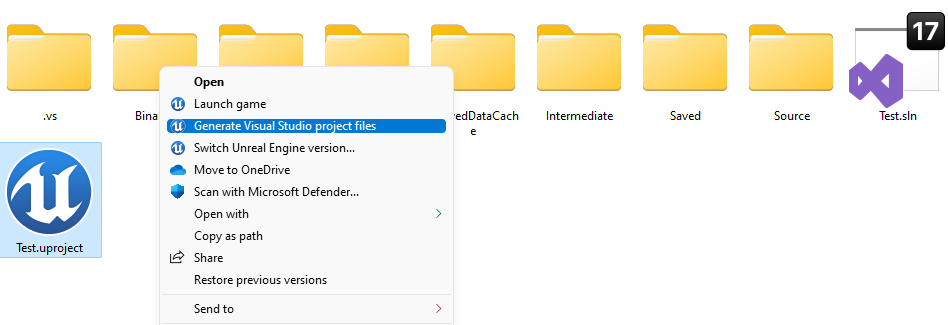 17
.vs
Bina
vedDataCach
e
Intermediate
Saved
Source
Test.sln
Test.uproject
Open
Launch game
Generate Visual Studio project files
Switch Unreal Engine version...
Move to OneDrive
Scan with Microsoft Defender...
Open with
Copy as path
Share
Restore previous versions
Send to